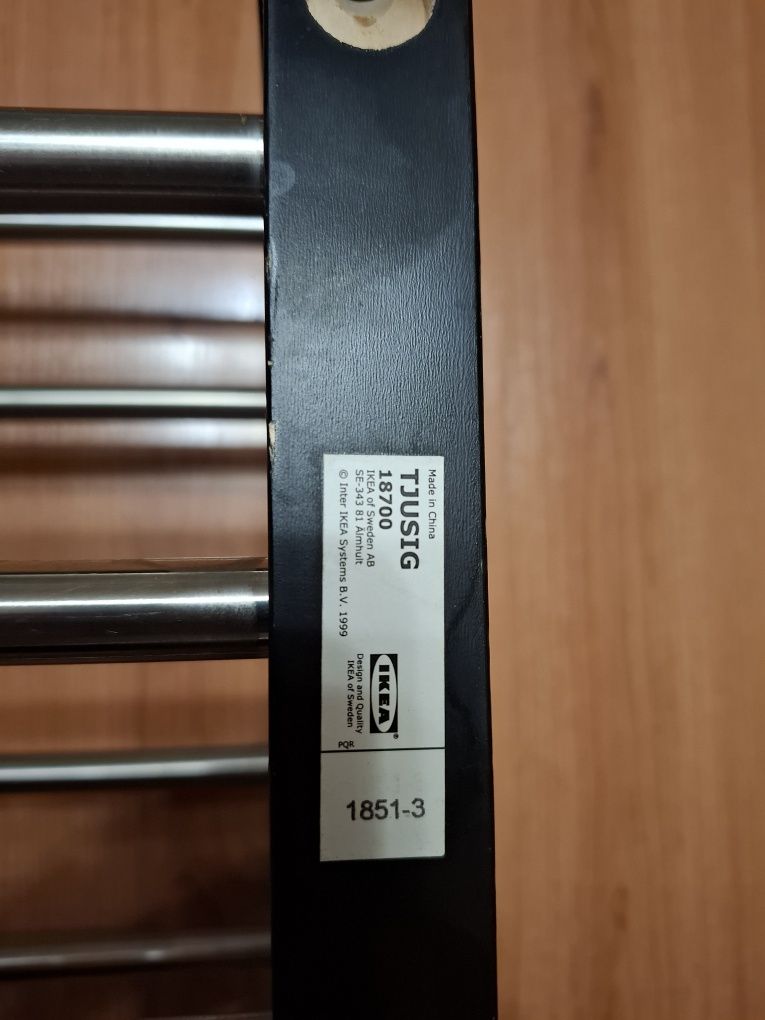 Made in China
TJUSIG
18700
IKEA of Sweden AB
SE-343 81 Älmhult
© Inter IKEA Systems B.V. 1999
IKEA®
Design and Quality
IKEA of Sweden
PQR
1851-3